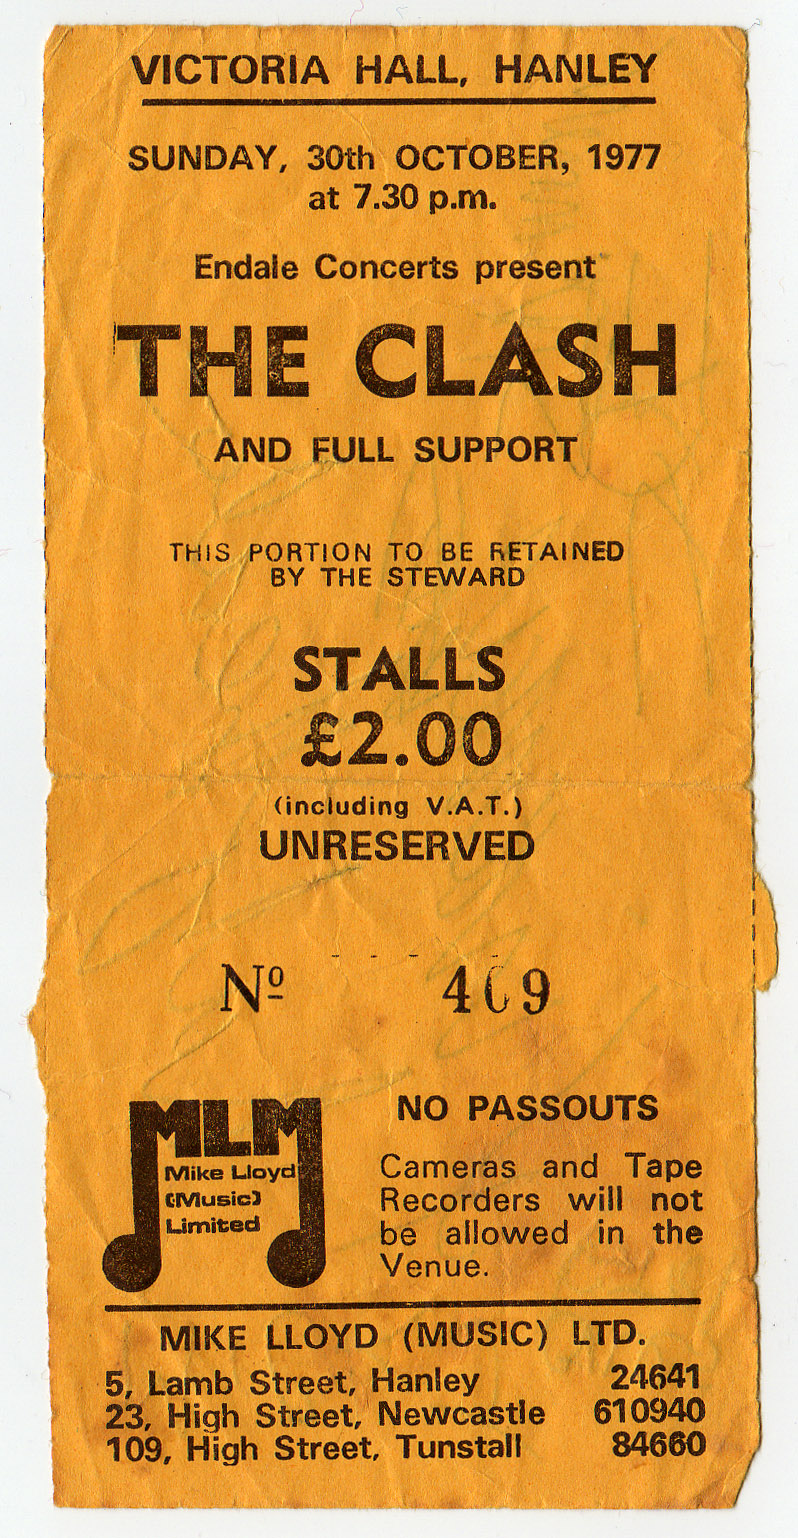 VICTORIA HALL, HANLEY
SUNDAY, 30th OCTOBER, 1977
at 7.30 p.m.
Endale Concerts present
THE CLASH
AND FULL SUPPORT
THIS PORTION TO BE RETAINED
BY THE STEWARD
STALLS
£2.00
(including V.A.T.)
UNRESERVED
Nº
MLM
Mike Lloyd
(Music)
Limited
NO PASSOUTS
Cameras and Tape
Recorders will not
be allowed in the
Venue.
MIKE LLOYD (MUSIC) LTD.
5, Lamb Street, Hanley 24641
23, High Street, Newcastle 610940
109, High Street, Tunstall 84660